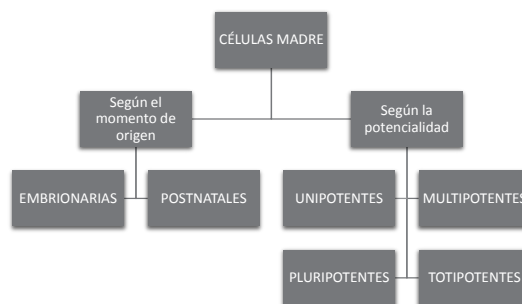 CÉLULAS MADRE
Según el
momento de
origen
Según la
potencialidad
EMBRIONARIAS
POSTNATALES
UNIPOTENTES
MULTIPOTENTES
PLURIPOTENTES
TOTIPOTENTES